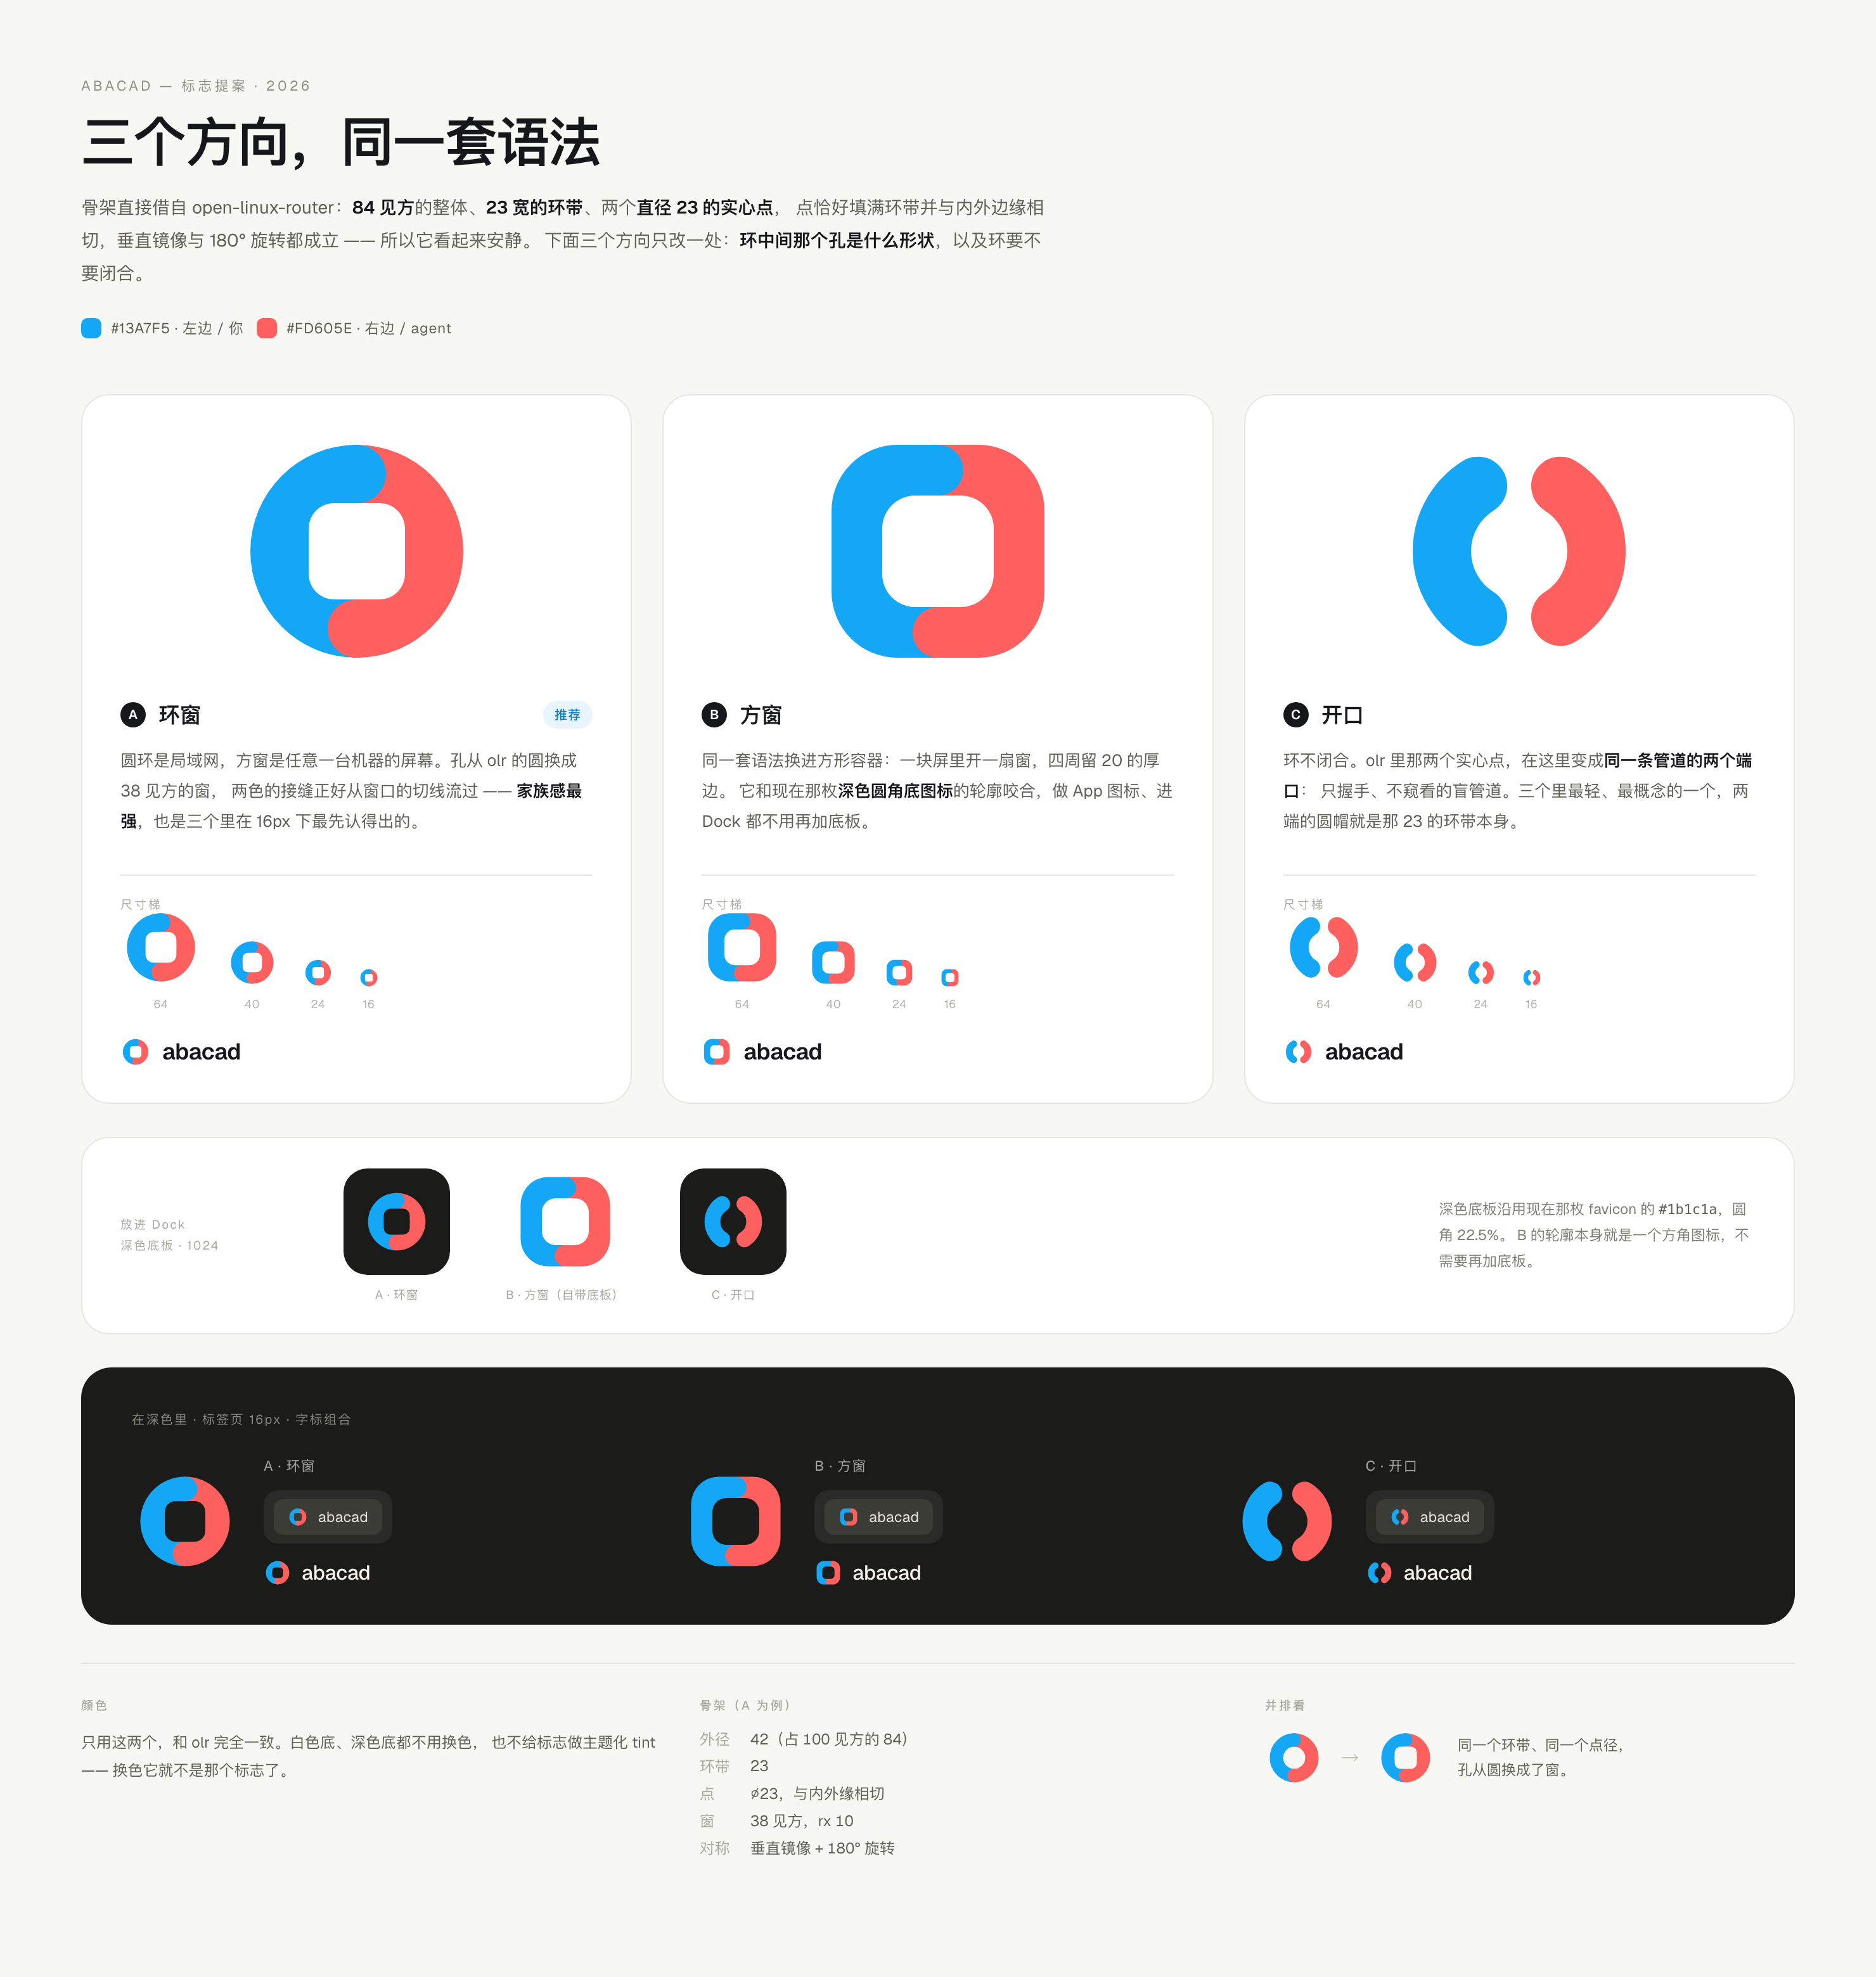 ABACAD — 标志提案 · 2026
三个方向，同一套语法
骨架直接借自 open-linux-router：84 见方的整体、23 宽的环带、两个直径 23 的实心点， 点恰好填满环带并与内外边缘相
切，垂直镜像与 180° 旋转都成立 —— 所以它看起来安静。 下面三个方向只改一处：环中间那个孔是什么形状，以及环要不
要闭合。
#13A7F5 · 左边 / 你
#FD605E · 右边 / agent
A 环窗
推荐
圆环是局域网，方窗是任意一台机器的屏幕。孔从 olr 的圆换成
38 见方的窗， 两色的接缝正好从窗口的切线流过 —— 家族感最
强，也是三个里在 16px 下最先认得出的。
尺寸梯
64 40 24 16
abacad
B 方窗
同一套语法换进方形容器：一块屏里开一扇窗，四周留 20 的厚
边。 它和现在那枚深色圆角底图标的轮廓咬合，做 App 图标、进
Dock 都不用再加底板。
尺寸梯
64 40 24 16
abacad
C 开口
环不闭合。olr 里那两个实心点，在这里变成同一条管道的两个端
口： 只握手、不窥看的盲管道。三个里最轻、最概念的一个，两
端的圆帽就是那 23 的环带本身。
尺寸梯
64 40 24 16
abacad
放进 Dock
深色底板 · 1024
A · 环窗
B · 方窗（自带底板）
C · 开口
深色底板沿用现在那枚 favicon 的 #1b1c1a，圆
角 22.5%。 B 的轮廓本身就是一个方角图标，不
需要再加底板。
在深色里 · 标签页 16px · 字标组合
A · 环窗
abacad
abacad
B · 方窗
abacad
abacad
C · 开口
abacad
abacad
颜色
只用这两个，和 olr 完全一致。白色底、深色底都不用换色， 也不给标志做主题化 tint
—— 换色它就不是那个标志了。
骨架（A 为例）
外径 42（占 100 见方的 84）
环带 23
点 ⌀23，与内外缘相切
窗 38 见方，rx 10
对称 垂直镜像 + 180° 旋转
并排看
→
同一个环带、同一个点径，
孔从圆换成了窗。